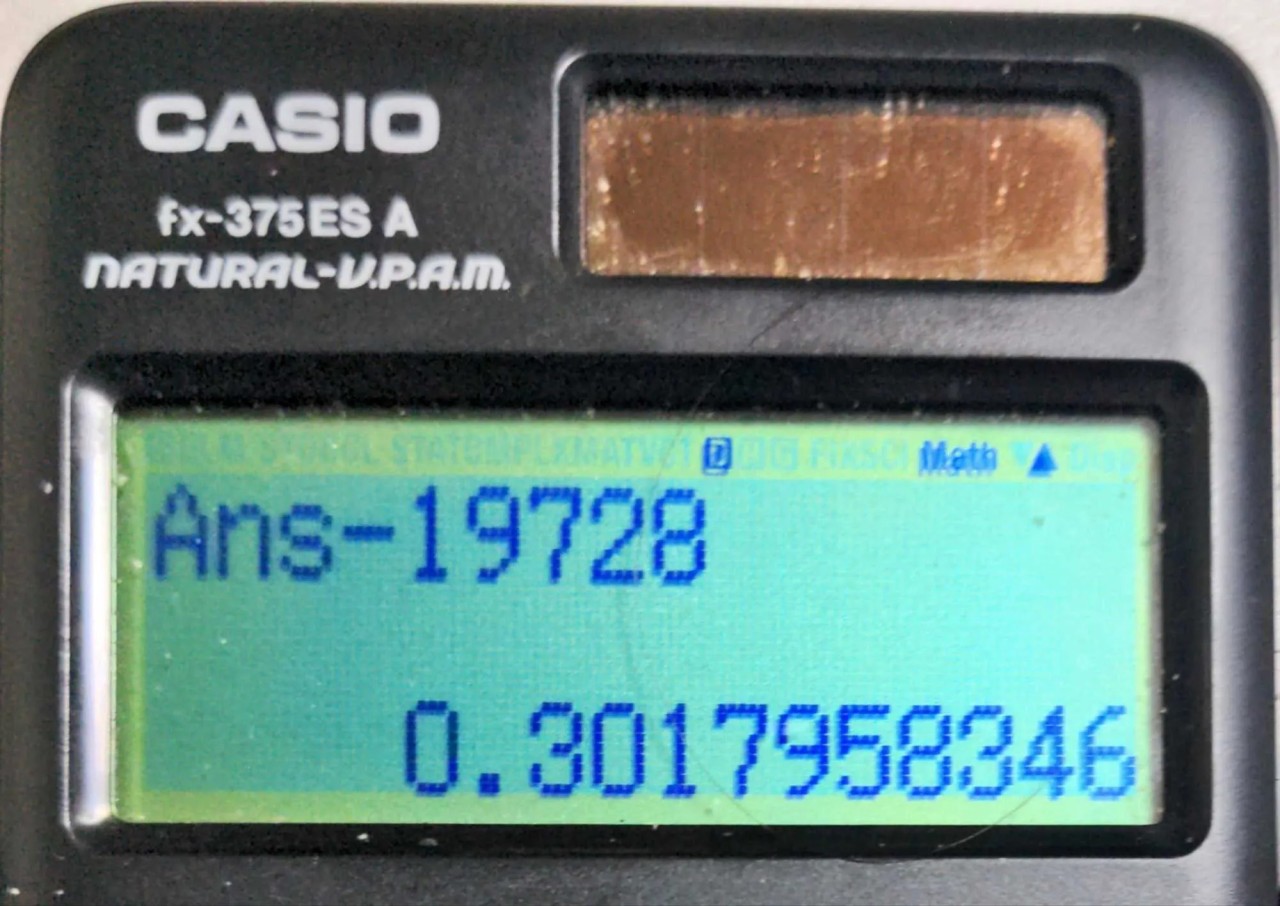 CASIO
fx-375ES A
NATURAL-V.P.A.M.
D Math ▲
Ans-19728
0.3017958346